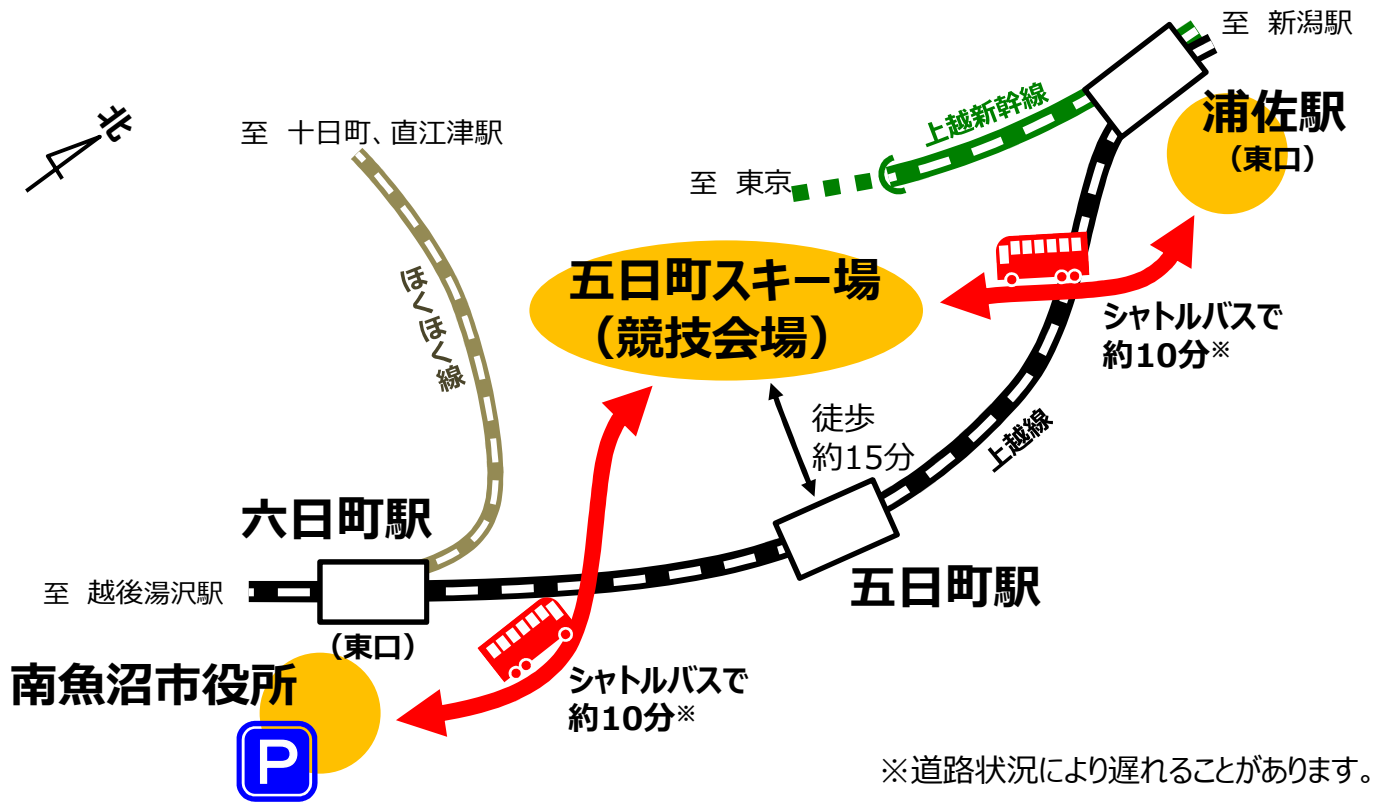 至 新潟駅
北
至 十日町、直江津駅
上越新幹線
浦佐駅
（東口）
至 東京
五日町スキー場
（競技会場）
ほくほく線
シャトルバスで
約10分※
徒歩
約15分
上越線
六日町駅
五日町駅
至 越後湯沢駅
（東口）
南魚沼市役所
シャトルバスで
約10分※
P
※道路状況により遅れることがあります。